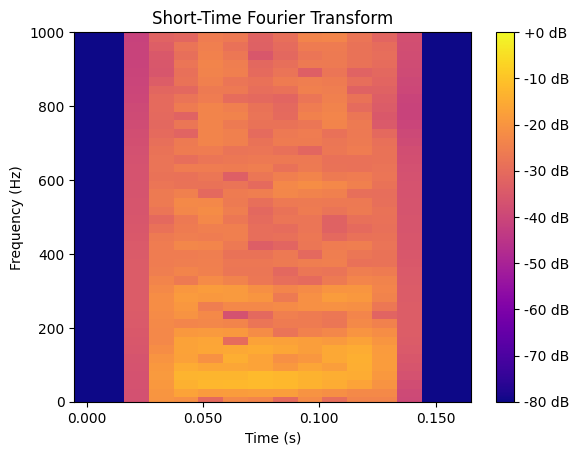 Short-Time Fourier Transform
1000
800
600
400
200
0
Frequency (Hz)
0.000
0.050
0.100
0.150
Time (s)
+0 dB
-10 dB
-20 dB
-30 dB
-40 dB
-50 dB
-60 dB
-70 dB
-80 dB